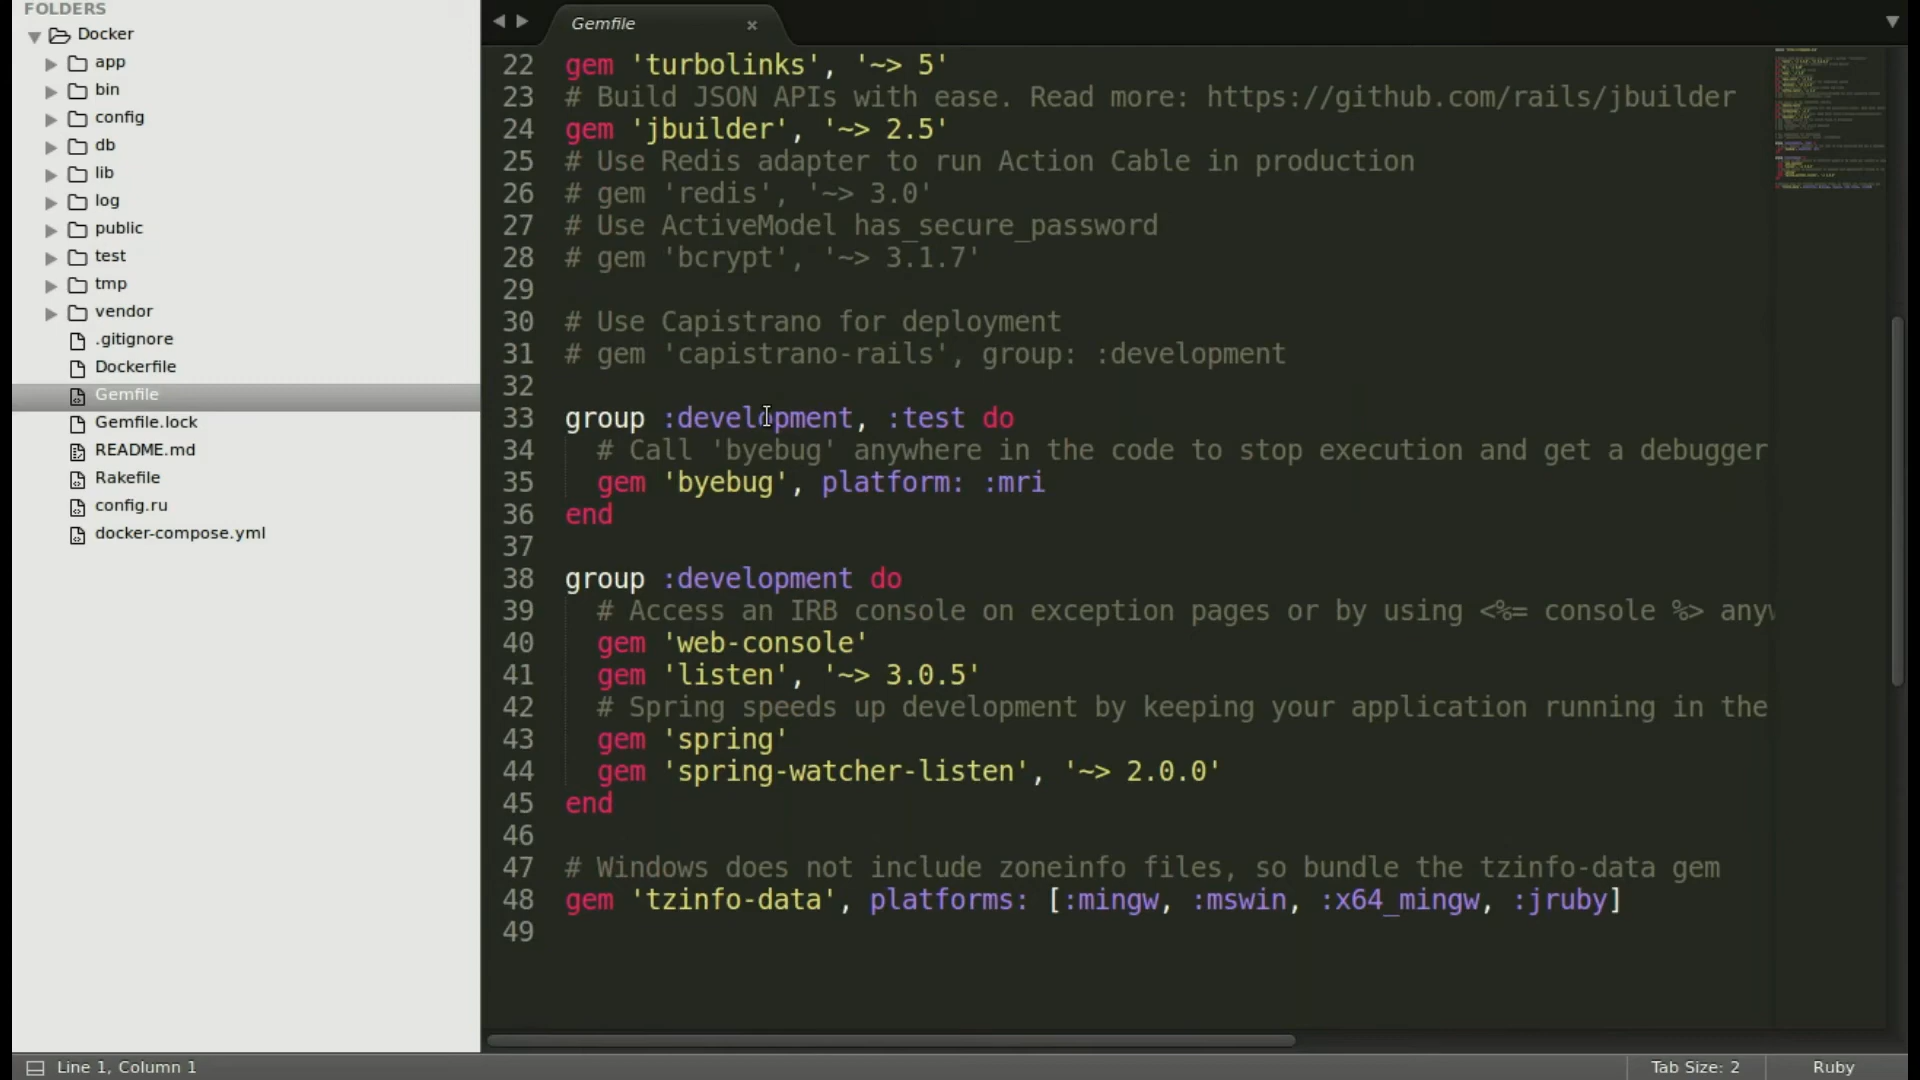 FOLDERS
Docker
app
bin
config
db
lib
log
public
test
tmp
vendor
.gitignore
Dockerfile
Gemfile
Gemfile.lock
README.md
Rakefile
config.ru
docker-compose.yml
Gemfile
22 gem 'turbolinks', '~> 5'
23 # Build JSON APIs with ease. Read more: https://github.com/rails/jbuilder
24 gem 'jbuilder', '~> 2.5'
25 # Use Redis adapter to run Action Cable in production
26 # gem 'redis', '~> 3.0'
27 # Use ActiveModel has_secure_password
28 # gem 'bcrypt', '~> 3.1.7'
29
30 # Use Capistrano for deployment
31 # gem 'capistrano-rails', group: :development
32
33 group :development, :test do
34 # Call 'byebug' anywhere in the code to stop execution and get a debugger
35 gem 'byebug', platform: :mri
36 end
37
38 group :development do
39 # Access an IRB console on exception pages or by using <%= console %>
40 gem 'web-console'
41 gem 'listen', '~> 3.0.5'
42 # Spring speeds up development by keeping your application running in the
43 gem 'spring'
44 gem 'spring-watcher-listen', '~> 2.0.0'
45 end
46
47 # Windows does not include zoneinfo files, so bundle the tzinfo-data gem
48 gem 'tzinfo-data', platforms: [:mingw, :mswin, :x64_mingw, :jruby]
49
Line 1, Column 1
Tab Size: 2
Ruby